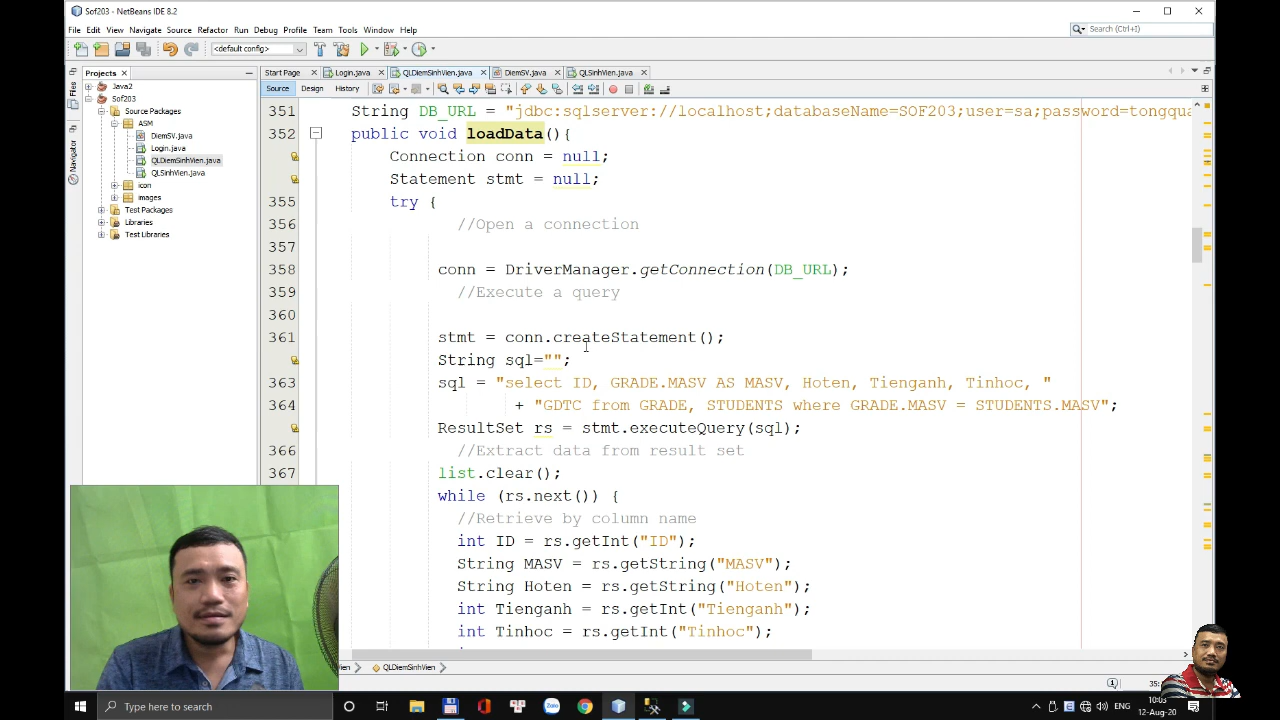 Sof203 - NetBeans IDE 8.2
File Edit View Navigate Source Refactor Run Debug Profile Team Tools Window Help
Search (Ctrl+I)
<default config>
Projects
Start Page
Login.java
QLDiemSinhVien.java
DiemSV.java
QLSinhVien.java
Source Design History
Files
Navigator
Java2
Sof203
Source Packages
ASM
DiemSV.java
Login.java
QLDiemSinhVien.java
QLSinhVien.java
icon
images
Test Packages
Libraries
Test Libraries
351 String DB_URL = "jdbc:sqlserver://localhost;databaseName=SOF203;user=sa;password=tongqua
352 public void loadData(){
Connection conn = null;
Statement stmt = null;
355 try {
356 //Open a connection
357
358 conn = DriverManager.getConnection(DB_URL);
359 //Execute a query
360
361 stmt = conn.createStatement();
String sql="";
363 sql = "select ID, GRADE.MASV AS MASV, Hoten, Tienganh, Tinhoc, "
364 + "GDTC from GRADE, STUDENTS where GRADE.MASV = STUDENTS.MASV";
ResultSet rs = stmt.executeQuery(sql);
366 //Extract data from result set
367 list.clear();
while (rs.next()) {
//Retrieve by column name
int ID = rs.getInt("ID");
String MASV = rs.getString("MASV");
String Hoten = rs.getString("Hoten");
int Tienganh = rs.getInt("Tienganh");
int Tinhoc = rs.getInt("Tinhoc");
QLDiemSinhVien
Type here to search
Zalo
ENG
10:03
12-Aug-20